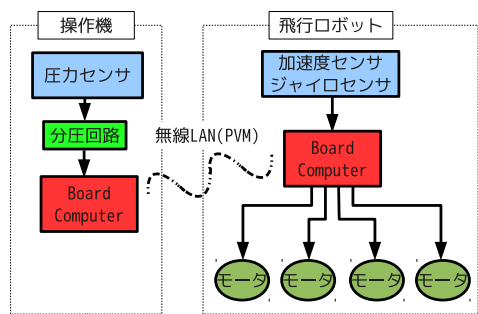 操作機
圧力センサ
分圧回路
Board
Computer
無線LAN(PVM)
飛行ロボット
加速度センサ
ジャイロセンサ
Board
Computer
モータ
モータ
モータ
モータ